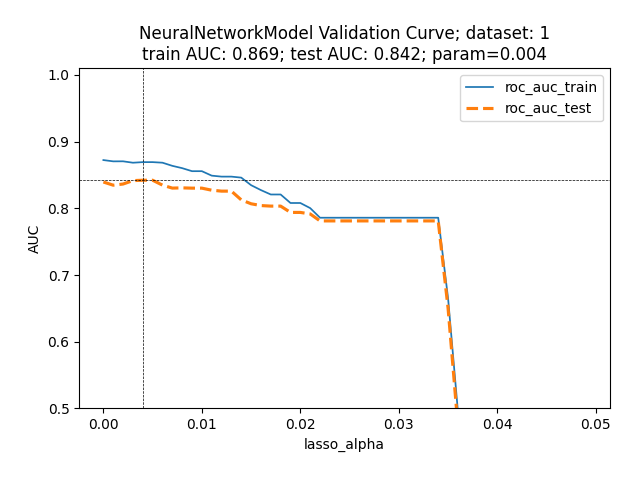 NeuralNetworkModel Validation Curve; dataset: 1
train AUC: 0.869; test AUC: 0.842; param=0.004
roc_auc_train
roc_auc_test
1.0
0.9
0.8
0.7
0.6
0.5
AUC
0.00 0.01 0.02 0.03 0.04 0.05
lasso_alpha